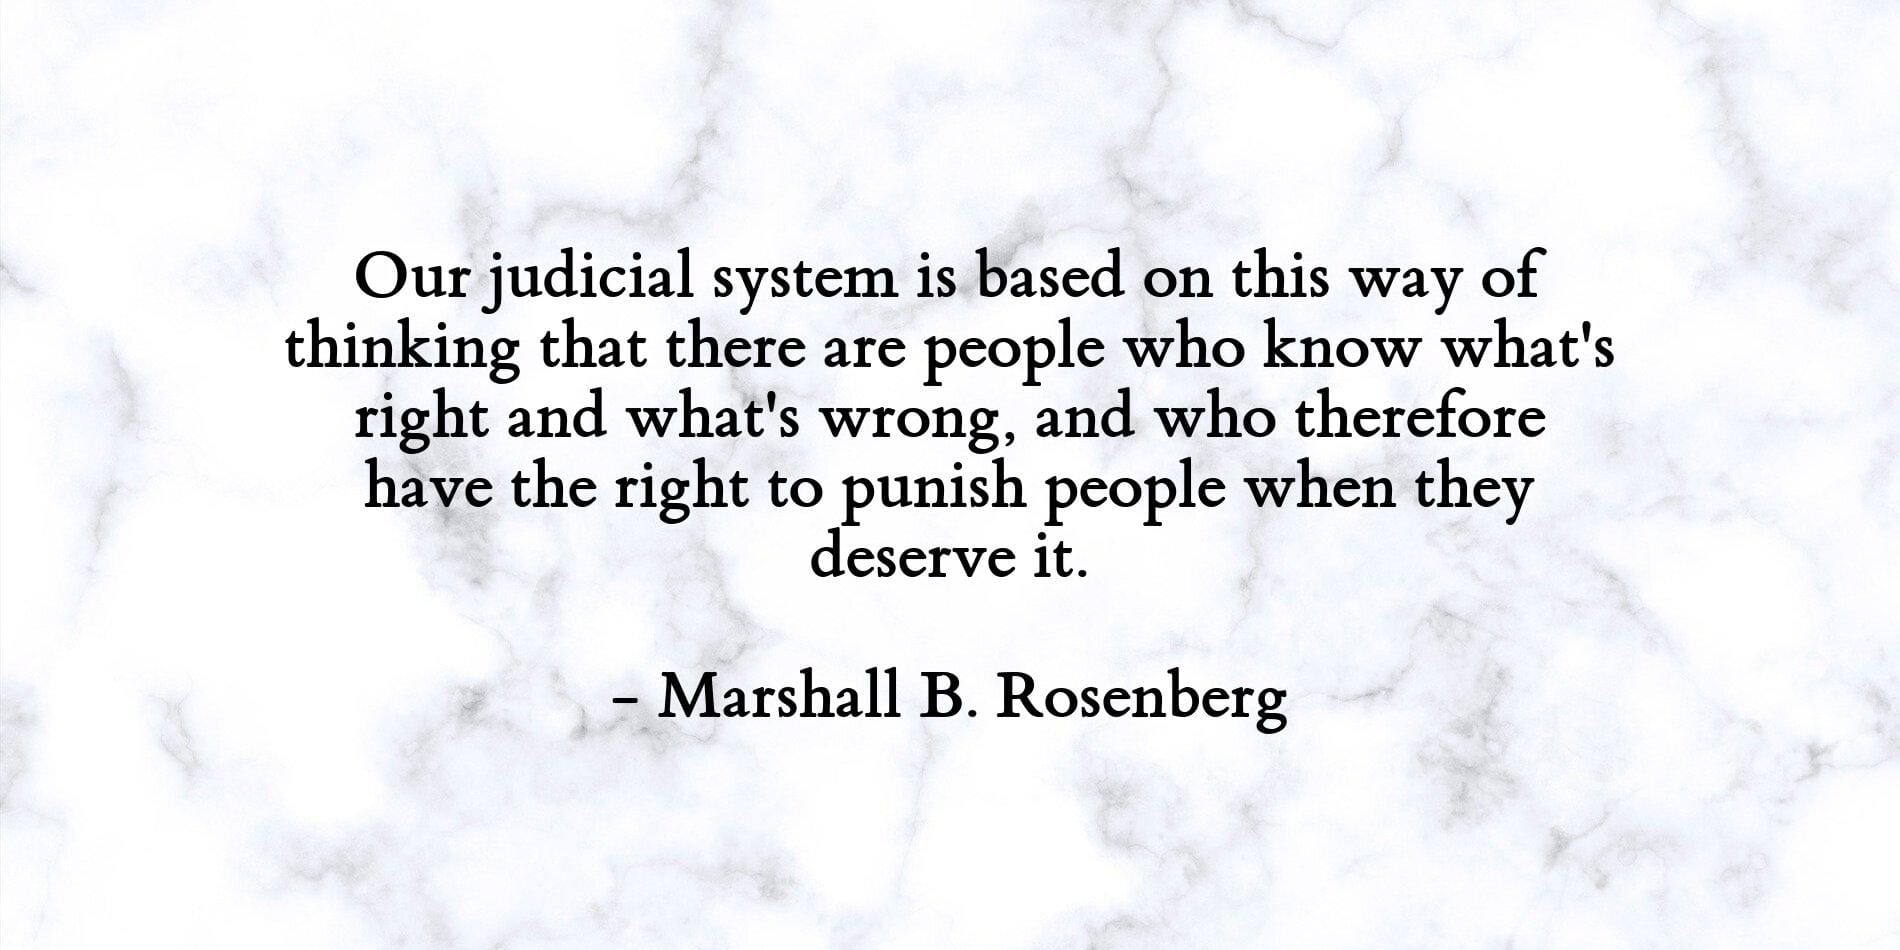 Our judicial system is based on this way of
thinking that there are people who know what's
right and what's wrong, and who therefore
have the right to punish people when they
deserve it.
- Marshall B. Rosenberg